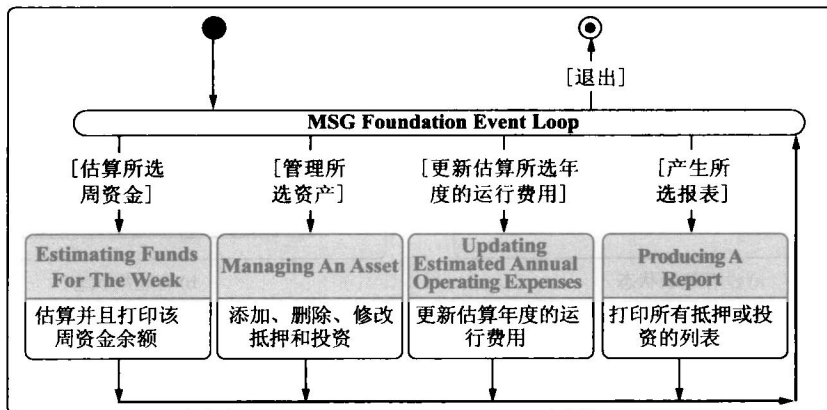 [退出]
MSG Foundation Event Loop
[估算所选
周资金]
[管理所
选资产]
[更新估算所选年
度的运行费用]
[产生所
选报表]
Estimating Funds
For The Week
估算并且打印该
周资金余额
Managing An Asset
添加、删除、修改
抵押和投资
Updating
Estimated Annual
Operating Expenses
更新估算年度的运
行费用
Producing A
Report
打印所有抵押或投
资的列表